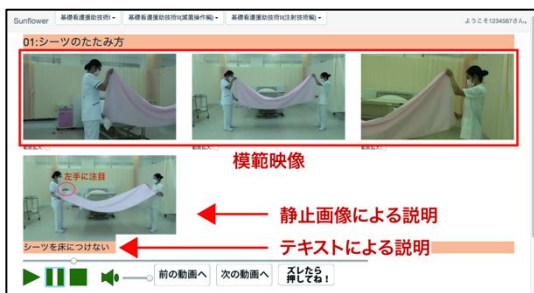 Sunflower 基礎看護援助技術I 基礎看護援助技術II(滅菌操作編) 基礎看護援助技術II(注射技術編) ようこそ1234567さん。
01:シーツのたたみ方
模範映像
左手に注目
静止画像による説明
シーツを床につけない
テキストによる説明
前の動画へ 次の動画へ ズレたら
押してね!